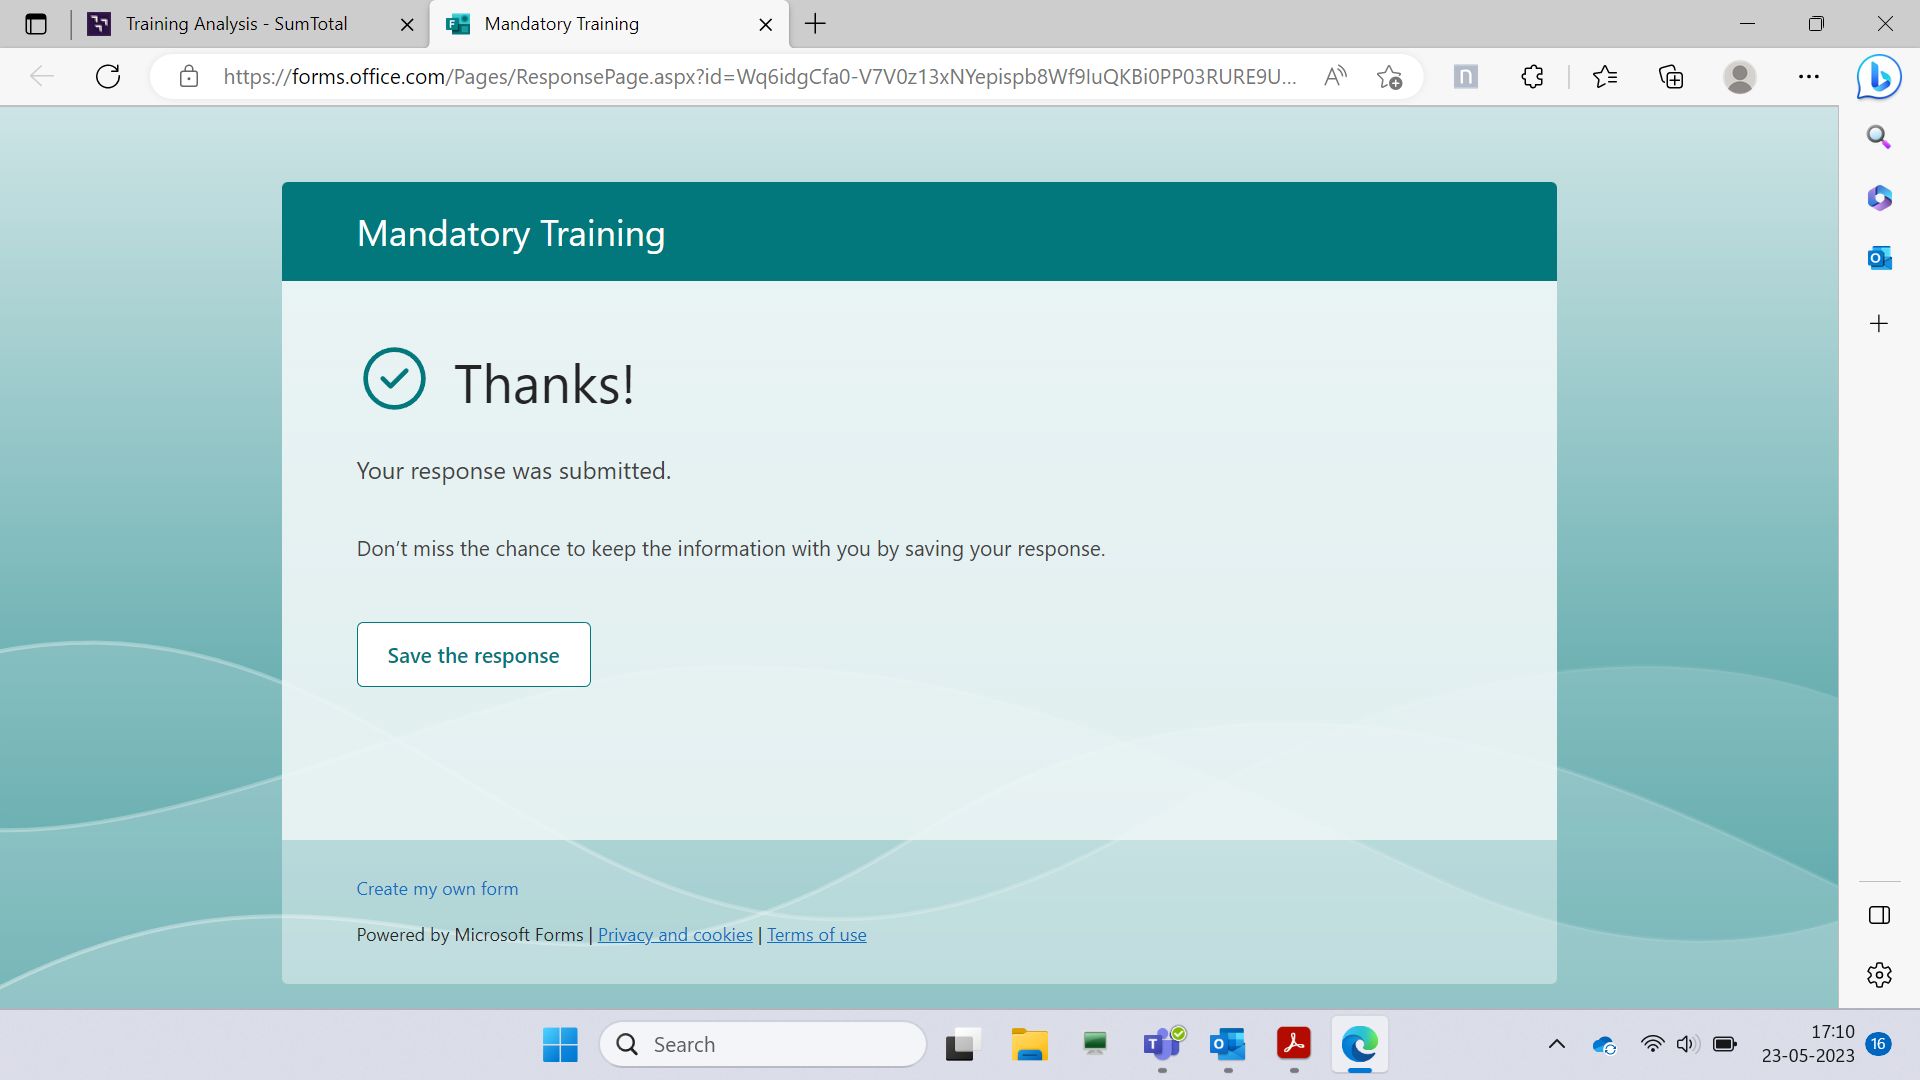 Training Analysis - SumTotal
Mandatory Training
https://forms.office.com/Pages/ResponsePage.aspx?id=Wq6idgCfa0-V7V0z13xNYepispb8Wf9IuQKBi0PP03RURE9U...
Mandatory Training
Thanks!
Your response was submitted.
Don’t miss the chance to keep the information with you by saving your response.
Save the response
Create my own form
Powered by Microsoft Forms | Privacy and cookies | Terms of use
Search
17:10
23-05-2023
16